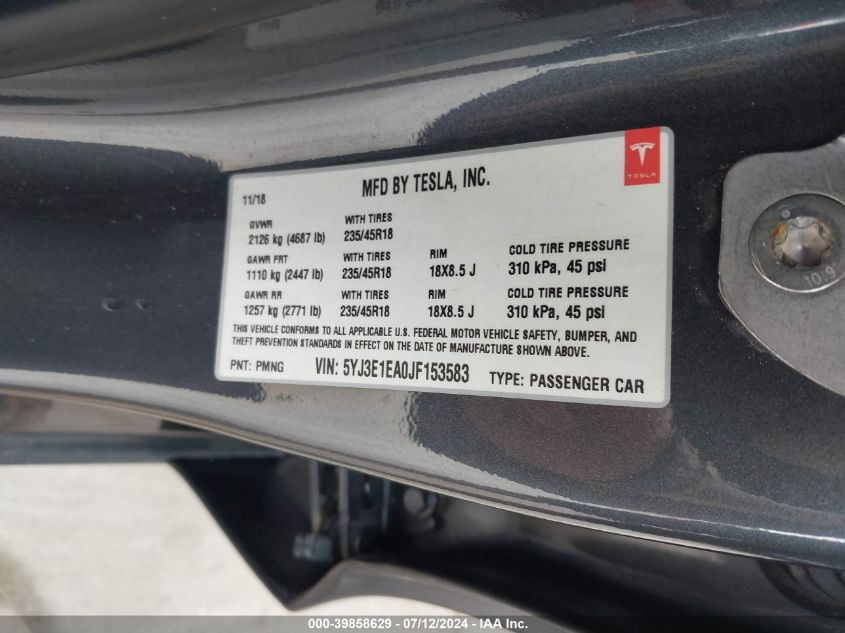 TESLA
MFD BY TESLA, INC.
11/18
GVWR WITH TIRES
2126 kg (4687 lb) 235/45R18
GAWR FRT WITH TIRES RIM COLD TIRE PRESSURE
1110 kg (2447 lb) 235/45R18 18X8.5 J 310 kPa, 45 psi
GAWR RR WITH TIRES RIM COLD TIRE PRESSURE
1257 kg (2771 lb) 235/45R18 18X8.5 J 310 kPa, 45 psi
THIS VEHICLE CONFORMS TO ALL APPLICABLE U.S. FEDERAL MOTOR VEHICLE SAFETY, BUMPER, AND
THEFT PREVENTION STANDARDS IN EFFECT ON THE DATE OF MANUFACTURE SHOWN ABOVE.
PNT: PMNG VIN: 5YJ3E1EA0JF153583 TYPE: PASSENGER CAR
10.9
000-39858629 - 07/12/2024 - IAA, Inc.